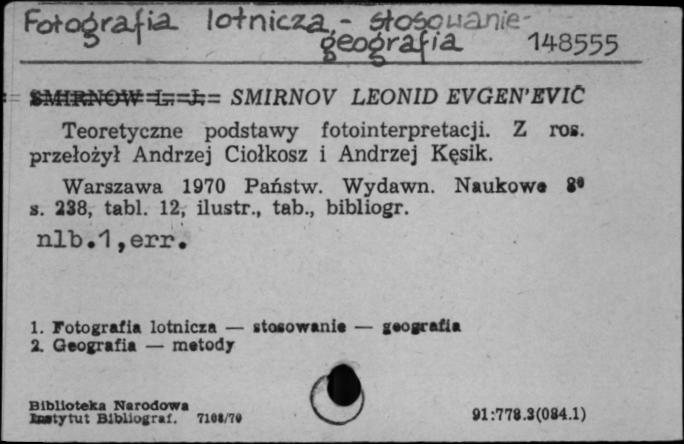 Fotografia lotnicza - stosowanie -
geografia 148555
SMIRNOW L. J. = SMIRNOV LEONID EVGEN'EVIČ
Teoretyczne podstawy fotointerpretacji. Z ros.
przełożył Andrzej Ciołkosz i Andrzej Kęsik.
Warszawa 1970 Państw. Wydawn. Naukowe 8°
s. 238, tabl. 12, ilustr., tab., bibliogr.
nlb.1,err.
1. Fotografia lotnicza — stosowanie — geografia
2. Geografia — metody
Biblioteka Narodowa
Instytut Bibliograf. 7108/70
91:778.3(084.1)